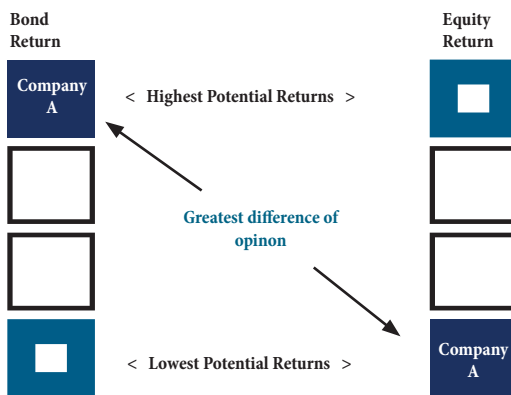 Bond
Return
Equity
Return
Company
A
< Highest Potential Returns >
Greatest difference of
opinon
< Lowest Potential Returns >
Company
A